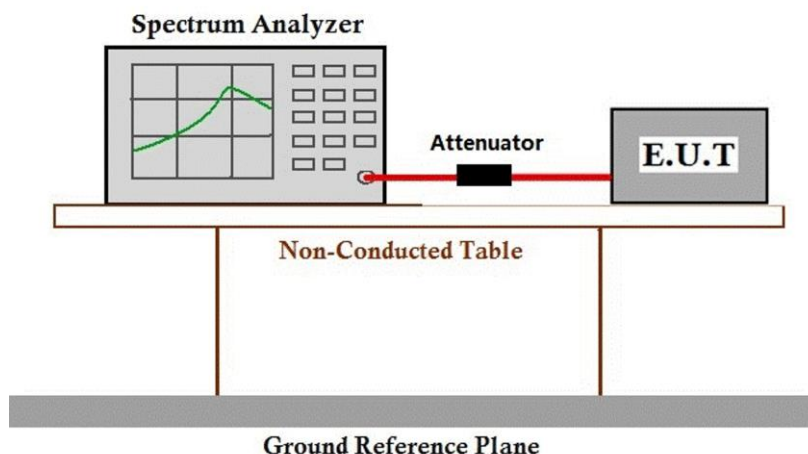 Spectrum Analyzer
Attenuator
E.U.T
Non-Conducted Table
Ground Reference Plane